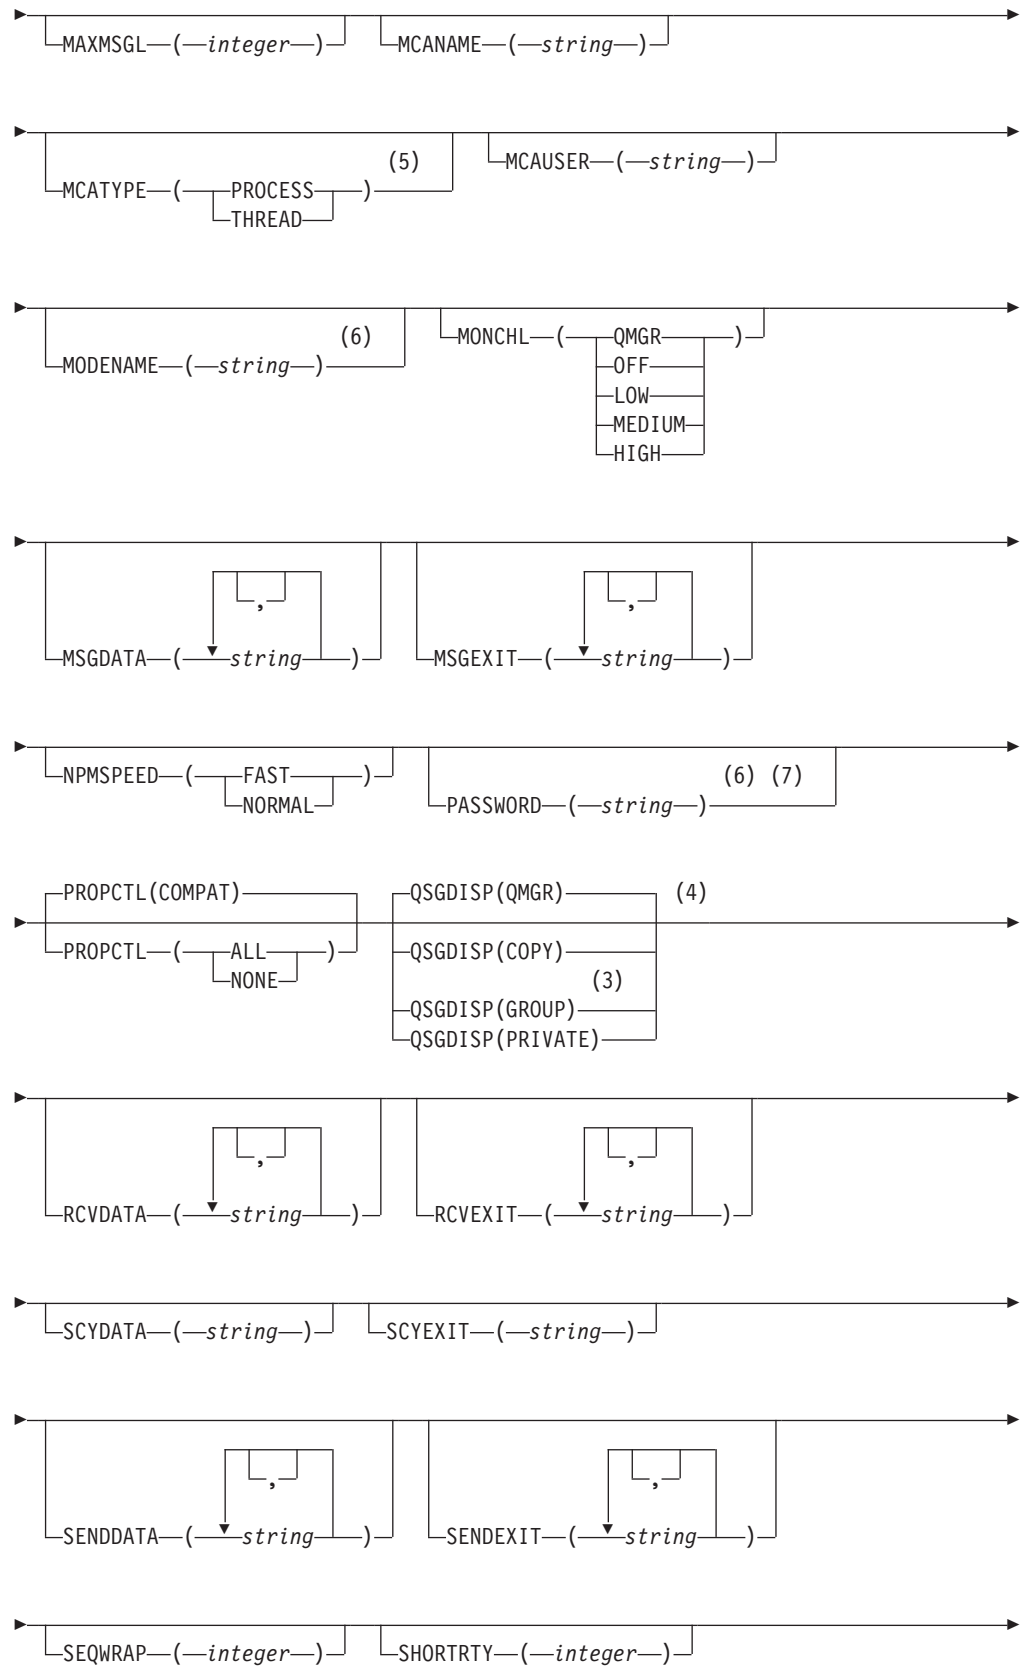 MAXMSGL ( integer ) MCANAME ( string )
(5) MCAUSER ( string )
MCATYPE ( PROCESS )
THREAD
(6) MONCHL ( QMGR )
MODENAME ( string ) OFF
LOW
MEDIUM
HIGH
, ,
MSGDATA ( string ) MSGEXIT ( string )
NPMSPEED ( FAST ) (6) (7)
NORMAL PASSWORD ( string )
PROPCTL(COMPAT) QSGDISP(QMGR) (4)
PROPCTL ( ALL ) QSGDISP(COPY)
NONE (3)
QSGDISP(GROUP)
QSGDISP(PRIVATE)
, ,
RCVDATA ( string ) RCVEXIT ( string )
SCYDATA ( string ) SCYEXIT ( string )
, ,
SENDDATA ( string ) SENDEXIT ( string )
SEQWRAP ( integer ) SHORTRTY ( integer )